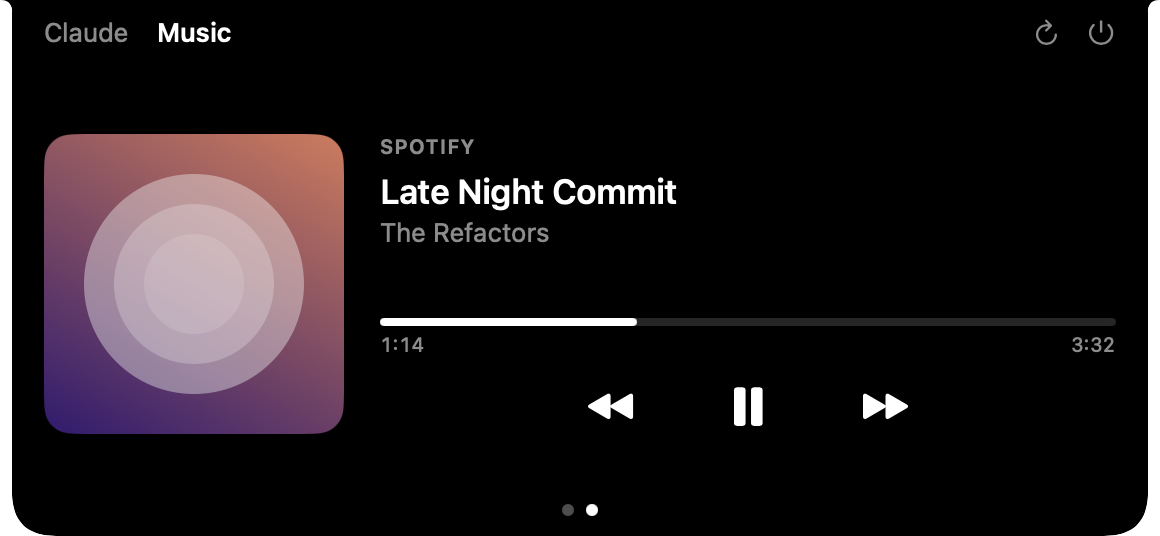 Claude Music
SPOTIFY
Late Night Commit
The Refactors
1:14 3:32